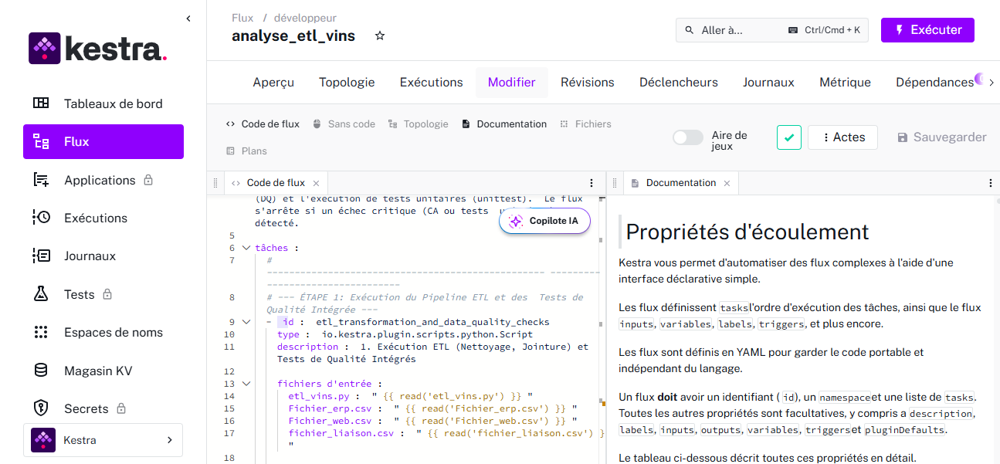 kestra.
Tableaux de bord
Flux
Applications
Exécutions
Journaux
Tests
Espaces de noms
Magasin KV
Secrets
Kestra
Flux / développeur
analyse_etl_vins
Aller à...
Ctrl/Cmd + K
Exécuter
Aperçu
Topologie
Exécutions
Modifier
Révisions
Déclencheurs
Journaux
Métrique
Dépendances
Code de flux
Sans code
Topologie
Documentation
Fichiers
Plans
Aire de
jeux
Actes
Sauvegarder
Code de flux
(DQ) et l'exécution de tests unitaires (unittest). Le flux
s'arrête si un échec critique (CA ou tests
détecté.
Copilote IA
5
6 tâches :
7 #
-------------------------------------------------- ---------
------------------------
8 # --- ÉTAPE 1: Exécution du Pipeline ETL et des Tests de
Qualité Intégrée ---
9 - id : etl_transformation_and_data_quality_checks
10 type : io.kestra.plugin.scripts.python.Script
11 description : 1. Exécution ETL (Nettoyage, Jointure) et
Tests de Qualité Intégrés
12
13 fichiers d'entrée :
14 etl_vins.py : " {{ read('etl_vins.py') }} "
15 Fichier_erp.csv : " {{ read('Fichier_erp.csv') }} "
16 Fichier_web.csv : " {{ read('Fichier_web.csv') }} "
17 fichier_liaison.csv : " {{ read('fichier_liaison.csv') }
"
18
Documentation
Propriétés d'écoulement
Kestra vous permet d'automatiser des flux complexes à l'aide d'une
interface déclarative simple.
Les flux définissent tasksl'ordre d'exécution des tâches, ainsi que le flux
inputs, variables, labels, triggers, et plus encore.
Les flux sont définis en YAML pour garder le code portable et
indépendant du langage.
Un flux doit avoir un identifiant ( id), un namespaceet une liste de tasks.
Toutes les autres propriétés sont facultatives, y compris a description,
labels, inputs, outputs, variables, triggerset pluginDefaults.
Le tableau ci-dessous décrit toutes ces propriétés en détail.